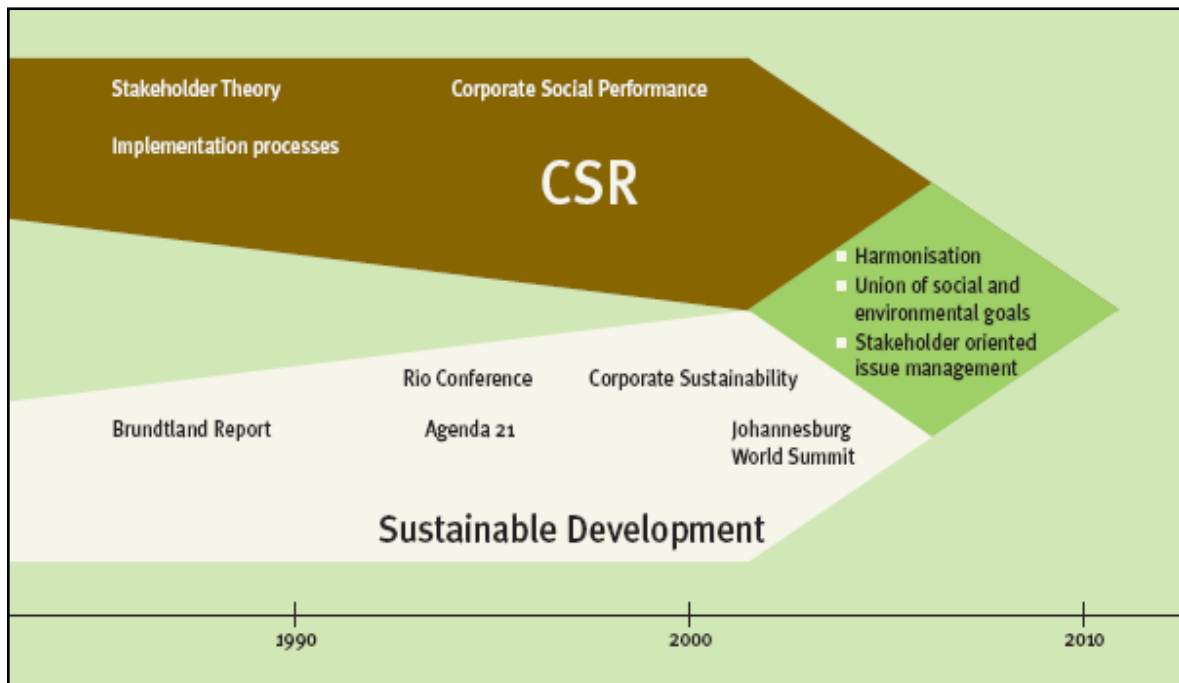 Stakeholder Theory
Corporate Social Performance
Implementation processes
CSR
Harmonisation
Union of social and
environmental goals
Stakeholder oriented
issue management
Rio Conference
Corporate Sustainability
Brundtland Report
Agenda 21
Johannesburg
World Summit
Sustainable Development
1990
2000
2010